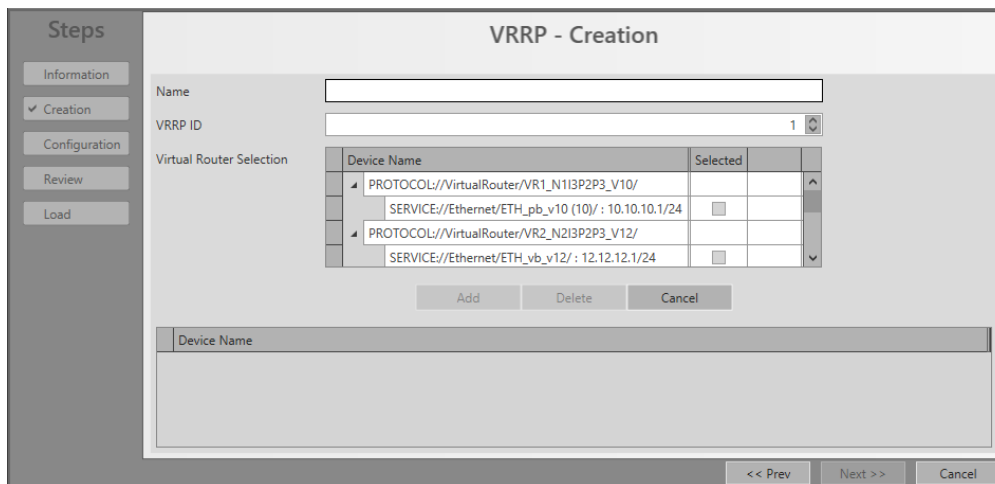 Steps
Information
✔ Creation
Configuration
Review
Load
VRRP - Creation
Name
VRRP ID
1
Virtual Router Selection
Device Name Selected
PROTOCOL://VirtualRouter/VR1_N1I3P2P3_V10/
SERVICE://Ethernet/ETH_pb_v10 (10)/ : 10.10.10.1/24
PROTOCOL://VirtualRouter/VR2_N2I3P2P3_V12/
SERVICE://Ethernet/ETH_vb_v12/ : 12.12.12.1/24
Add Delete Cancel
Device Name
<< Prev Next >> Cancel